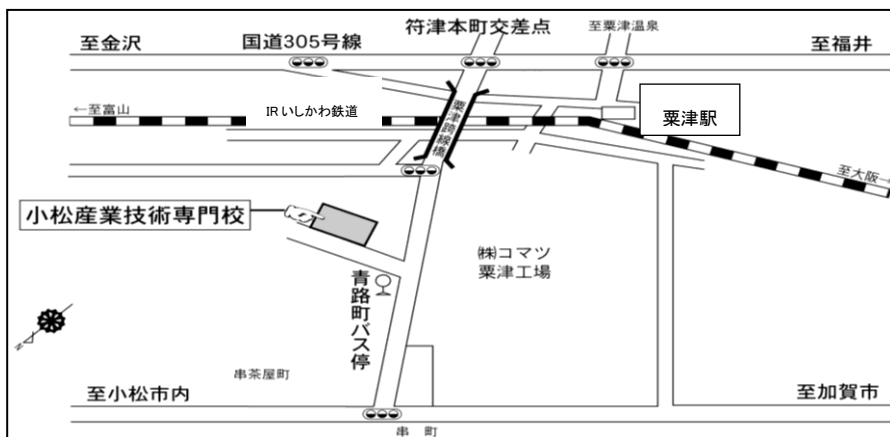 符津本町交差点
至粟津温泉
至金沢
国道305号線
至福井
←至富山
IRいしかわ鉄道
粟津跨線橋
粟津駅
至大阪→
小松産業技術専門校
㈱コマツ
粟津工場
青路町バス停
N
串茶屋町
至小松市内
至加賀市
串 町